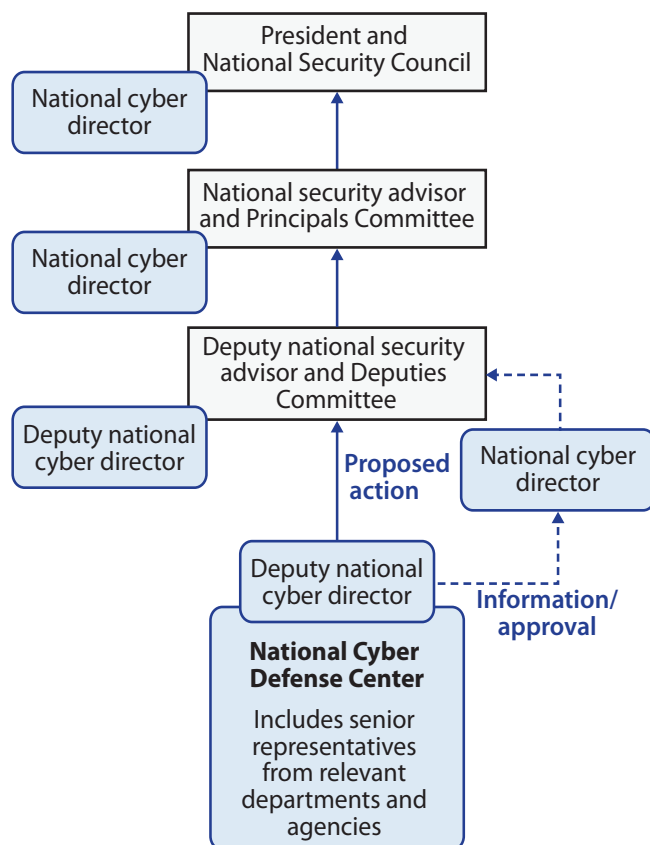 President and
National Security Council
National cyber
director
National security advisor
and Principals Committee
National cyber
director
Deputy national security
advisor and Deputies
Committee
Deputy national
cyber director
Proposed
action
National cyber
director
Deputy national
cyber director
Information/
approval
National Cyber
Defense Center
Includes senior
representatives
from relevant
departments and
agencies